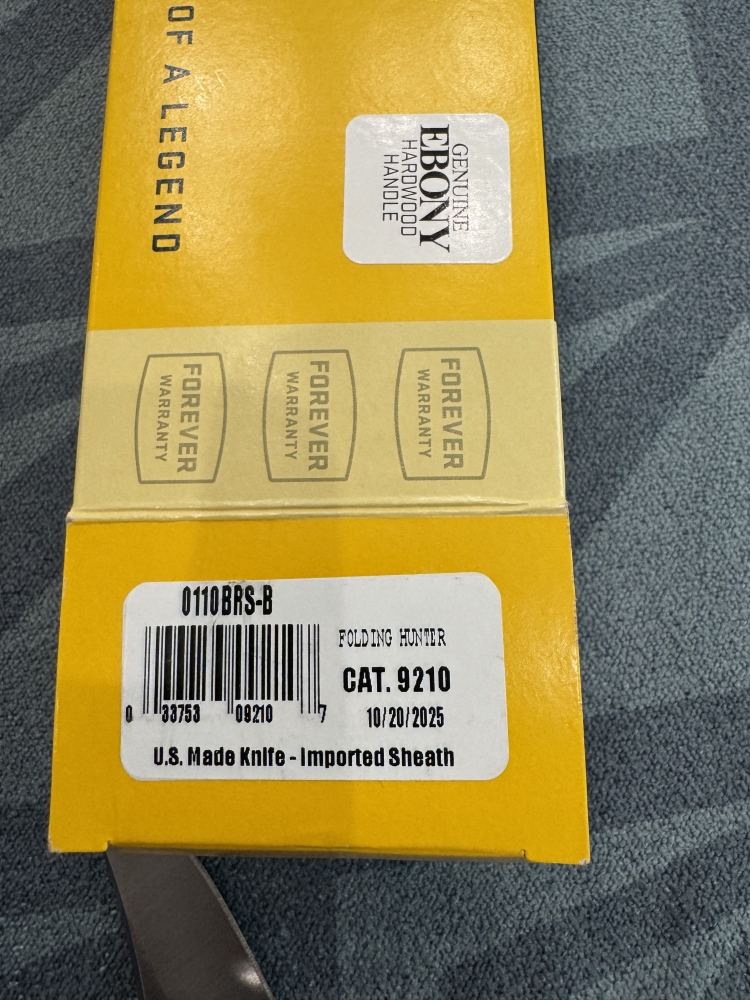 OF A LEGEND
GENUINE
EBONY
HARDWOOD
HANDLE
FOREVER
WARRANTY
FOREVER
WARRANTY
FOREVER
WARRANTY
0110BRS-B
FOLDING HUNTER
CAT. 9210
0 33753 09210 7
10/20/2025
U.S. Made Knife - Imported Sheath